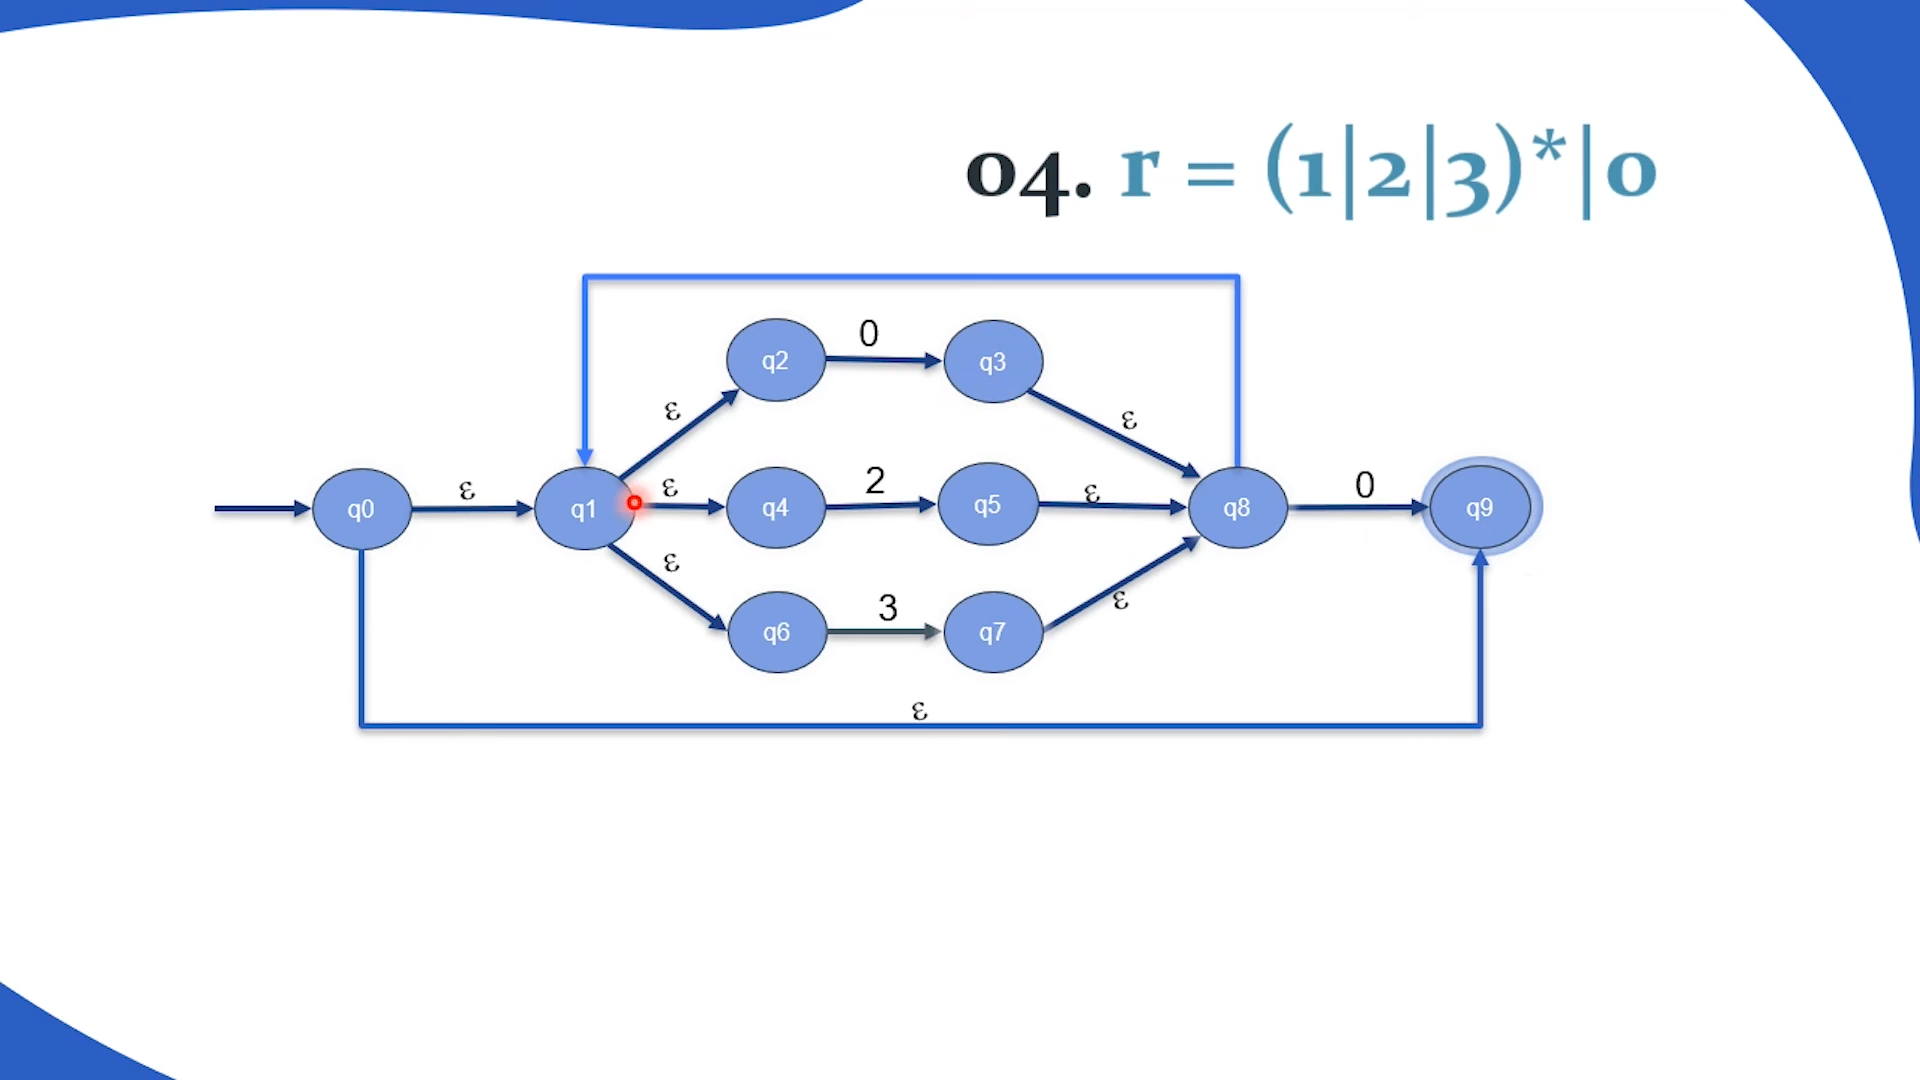 04. r = (1|2|3)*|0
q2 0 q3
ε ε
q0 ε q1 ε q4 2 q5 ε q8 0 q9
ε ε
q6 3 q7
ε